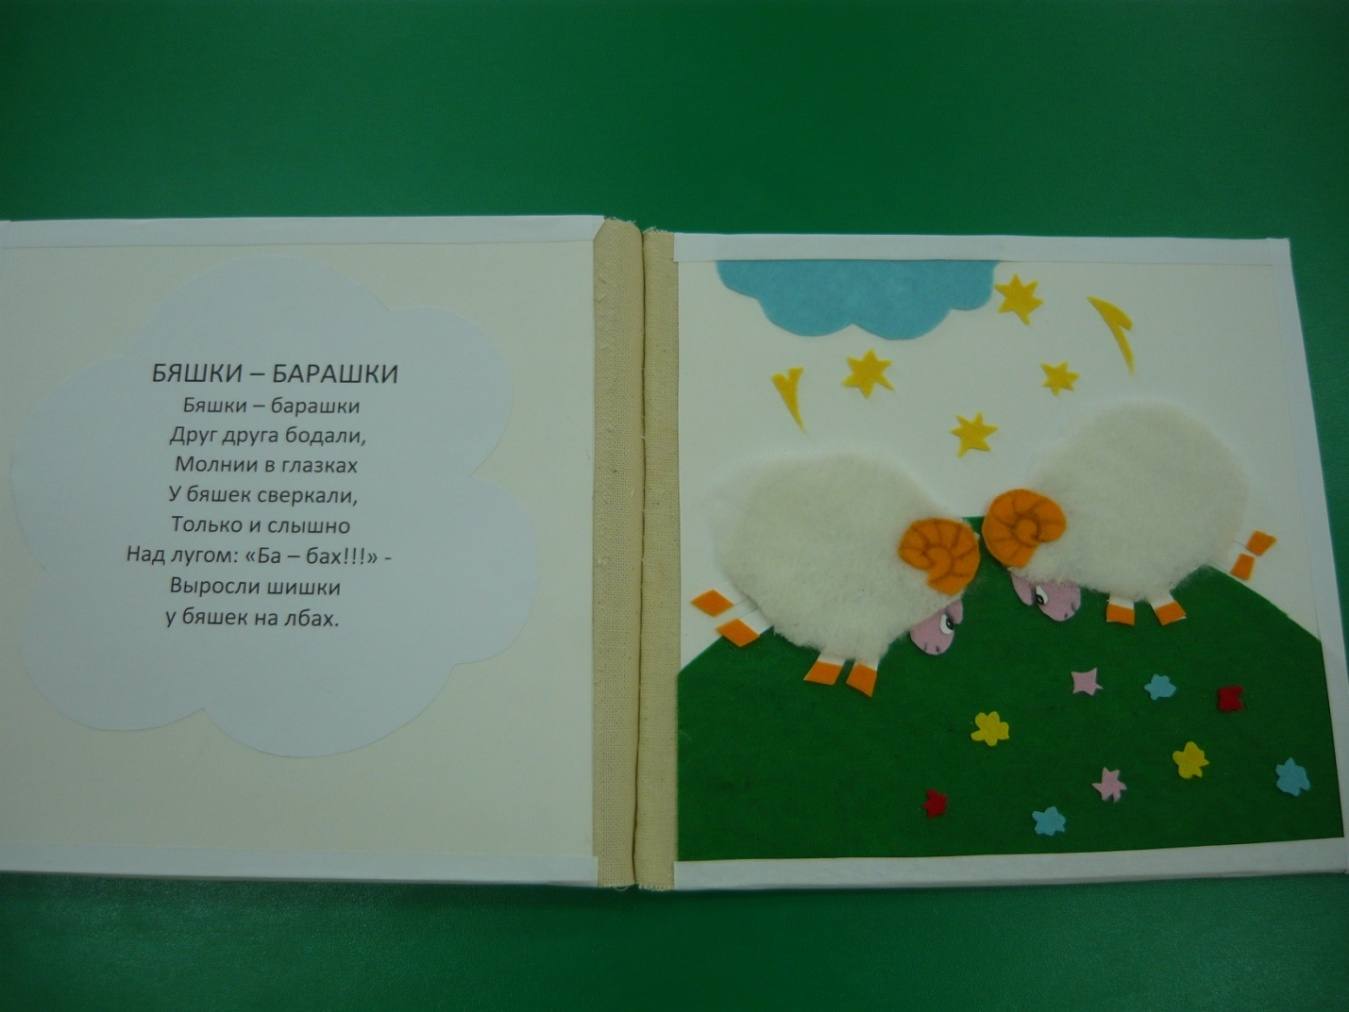 БЯШКИ – БАРАШКИ
Бяшки – барашки
Друг друга бодали,
Молнии в глазках
У бяшек сверкали,
Только и слышно
Над лугом: «Ба – бах!!!» -
Выросли шишки
у бяшек на лбах.